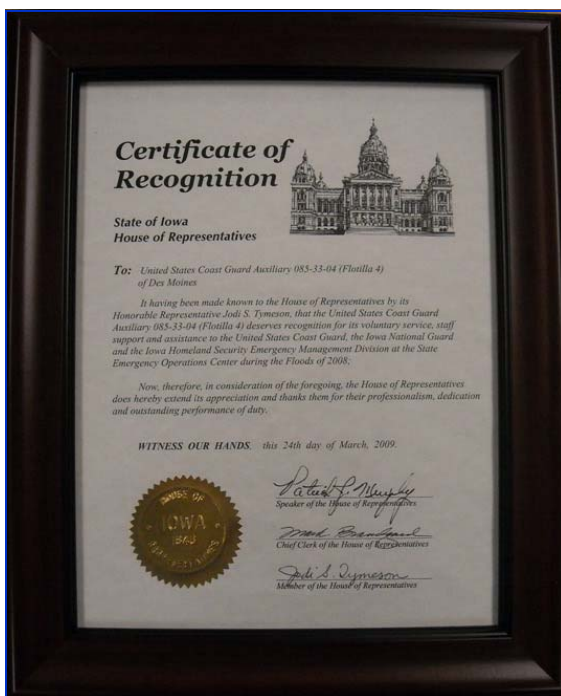 Certificate of
Recognition
State of Iowa
House of Representatives
To: United States Coast Guard Auxiliary 085-33-04 (Flotilla 4)
of Des Moines
It having been made known to the House of Representatives by its
Honorable Representative Jodi S. Tymeson, that the United States Coast Guard
Auxiliary 085-33-04 (Flotilla 4) deserves recognition for its voluntary service, staff
support and assistance to the United States Coast Guard, the Iowa National Guard
and the Iowa Homeland Security Emergency Management Division at the State
Emergency Operations Center during the Floods of 2008;
Now, therefore, in consideration of the foregoing, the House of Representatives
does hereby extend its appreciation and thanks them for their professionalism, dedication
and outstanding performance of duty.
WITNESS OUR HANDS, this 24th day of March, 2009.
Patrick J. Murphy
Speaker of the House of Representatives
Mark Brandsgard
Chief Clerk of the House of Representatives
Jodi S. Tymeson
Member of the House of Representatives
HOUSE OF
IOWA
REPRESENTATIVES